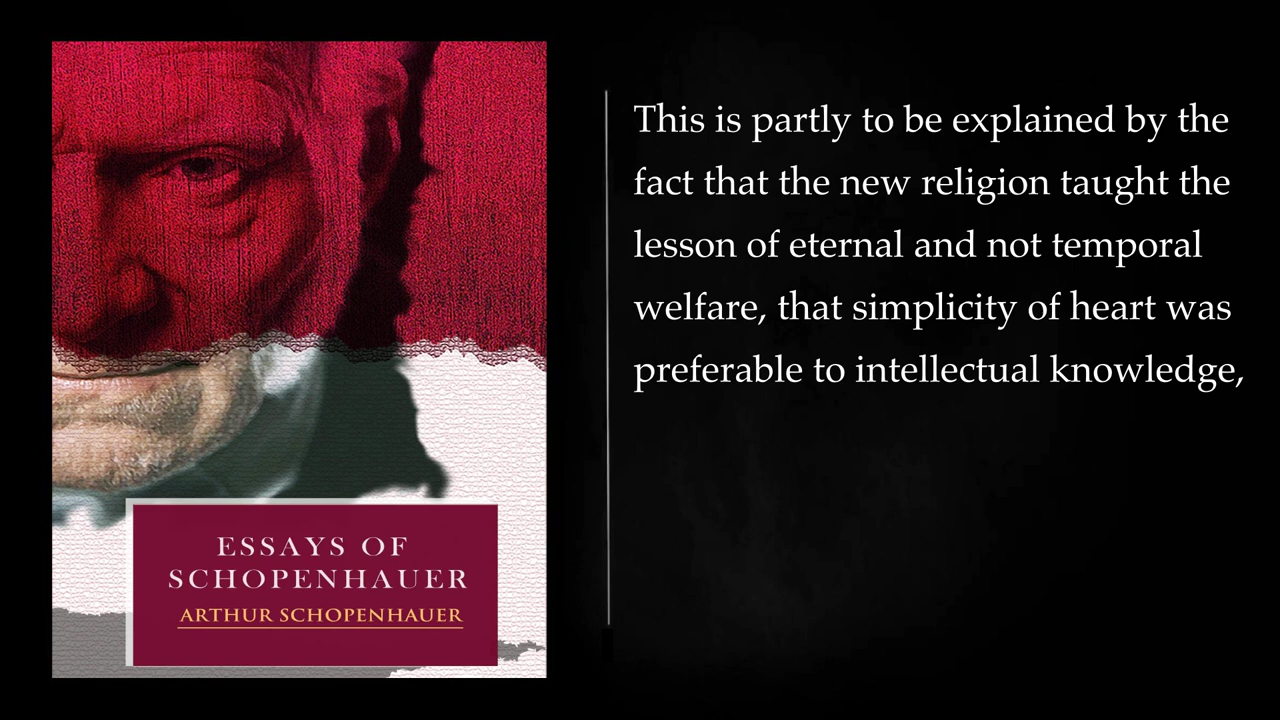 This is partly to be explained by the
fact that the new religion taught the
lesson of eternal and not temporal
welfare, that simplicity of heart was
preferable to intellectual knowledge,
ESSAYS OF
SCHOPENHAUER
ARTHUR SCHOPENHAUER